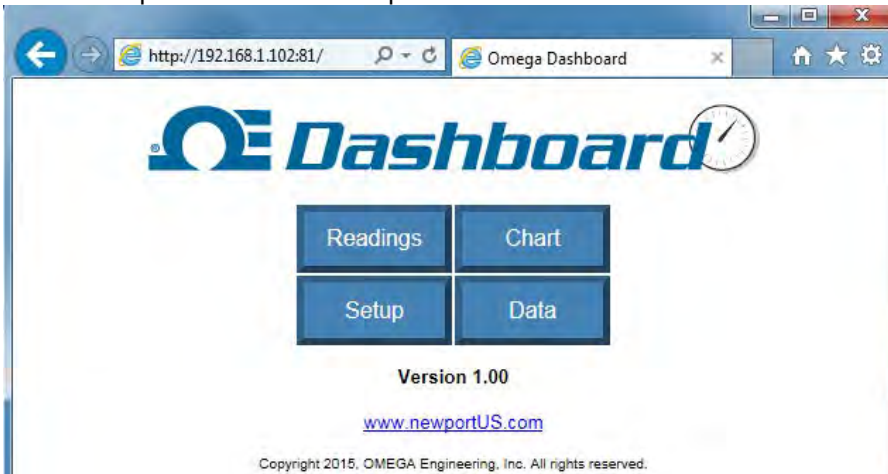 http://192.168.1.102:81/ Omega Dashboard
Dashboard
Readings Chart
Setup Data
Version 1.00
www.newportUS.com
Copyright 2015, OMEGA Engineering, Inc. All rights reserved.